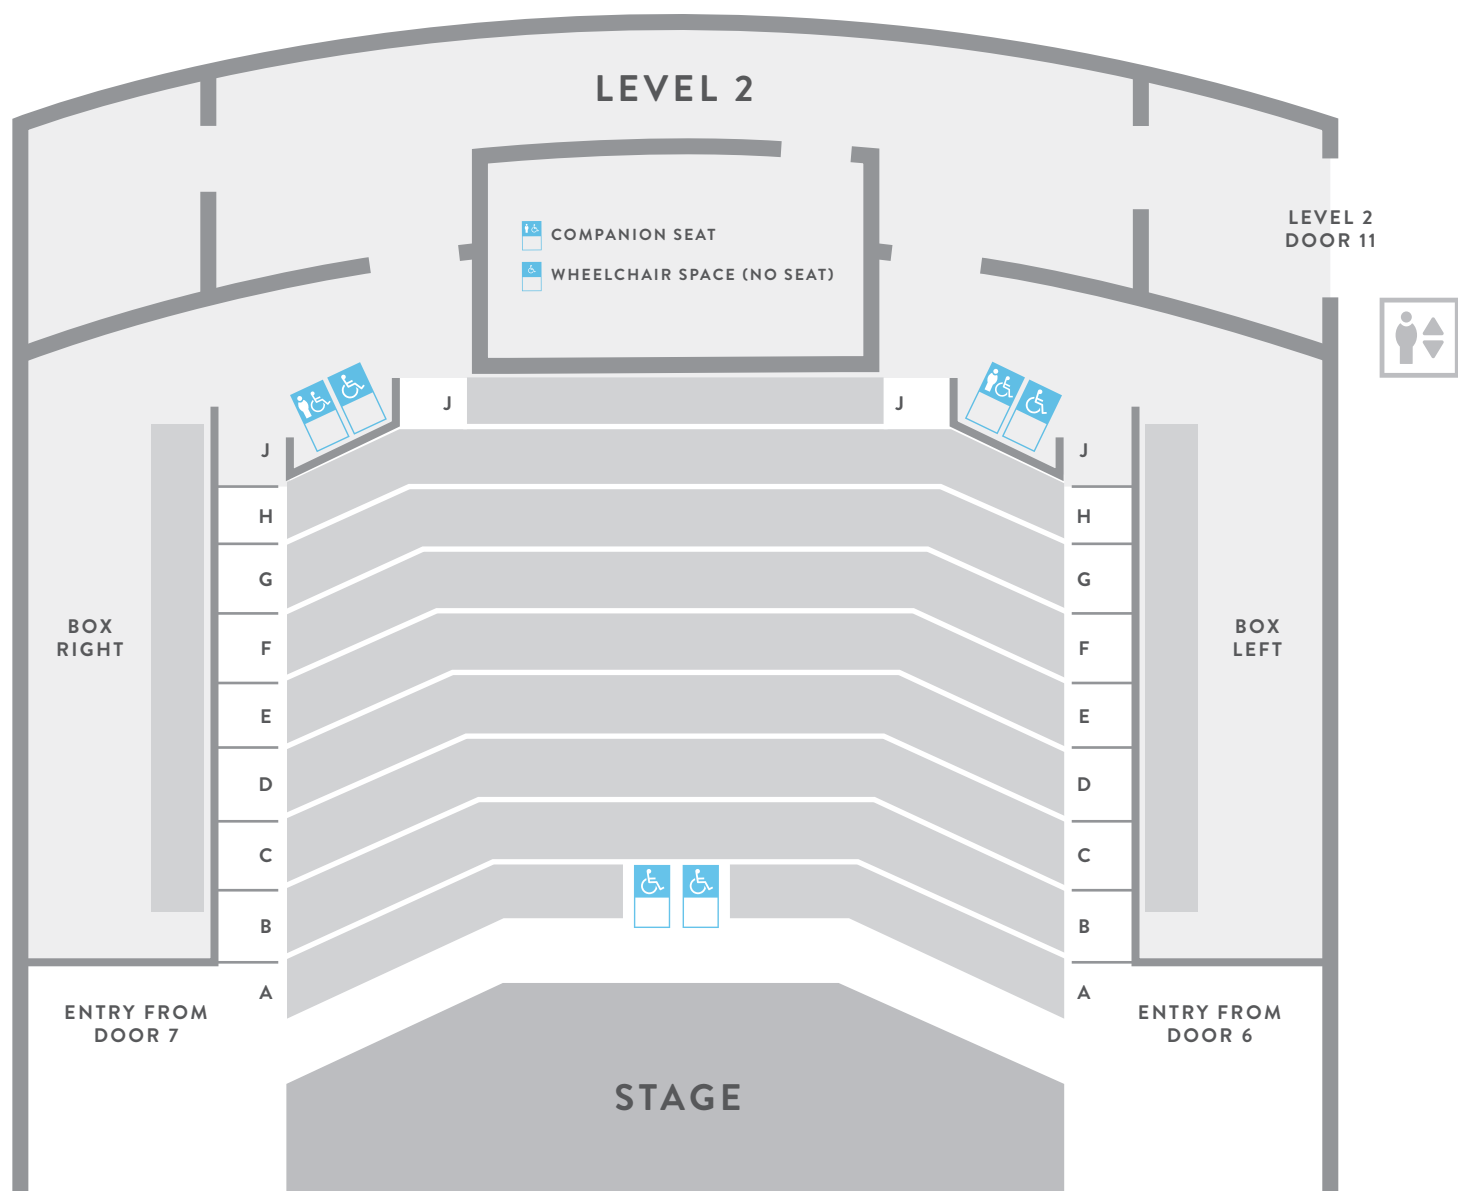 LEVEL 2
LEVEL 2
DOOR 11
COMPANION SEAT
WHEELCHAIR SPACE (NO SEAT)
J
J
J
J
H
H
G
G
BOX
RIGHT
F
F
BOX
LEFT
E
E
D
D
C
C
B
B
A
A
ENTRY FROM
DOOR 7
ENTRY FROM
DOOR 6
STAGE